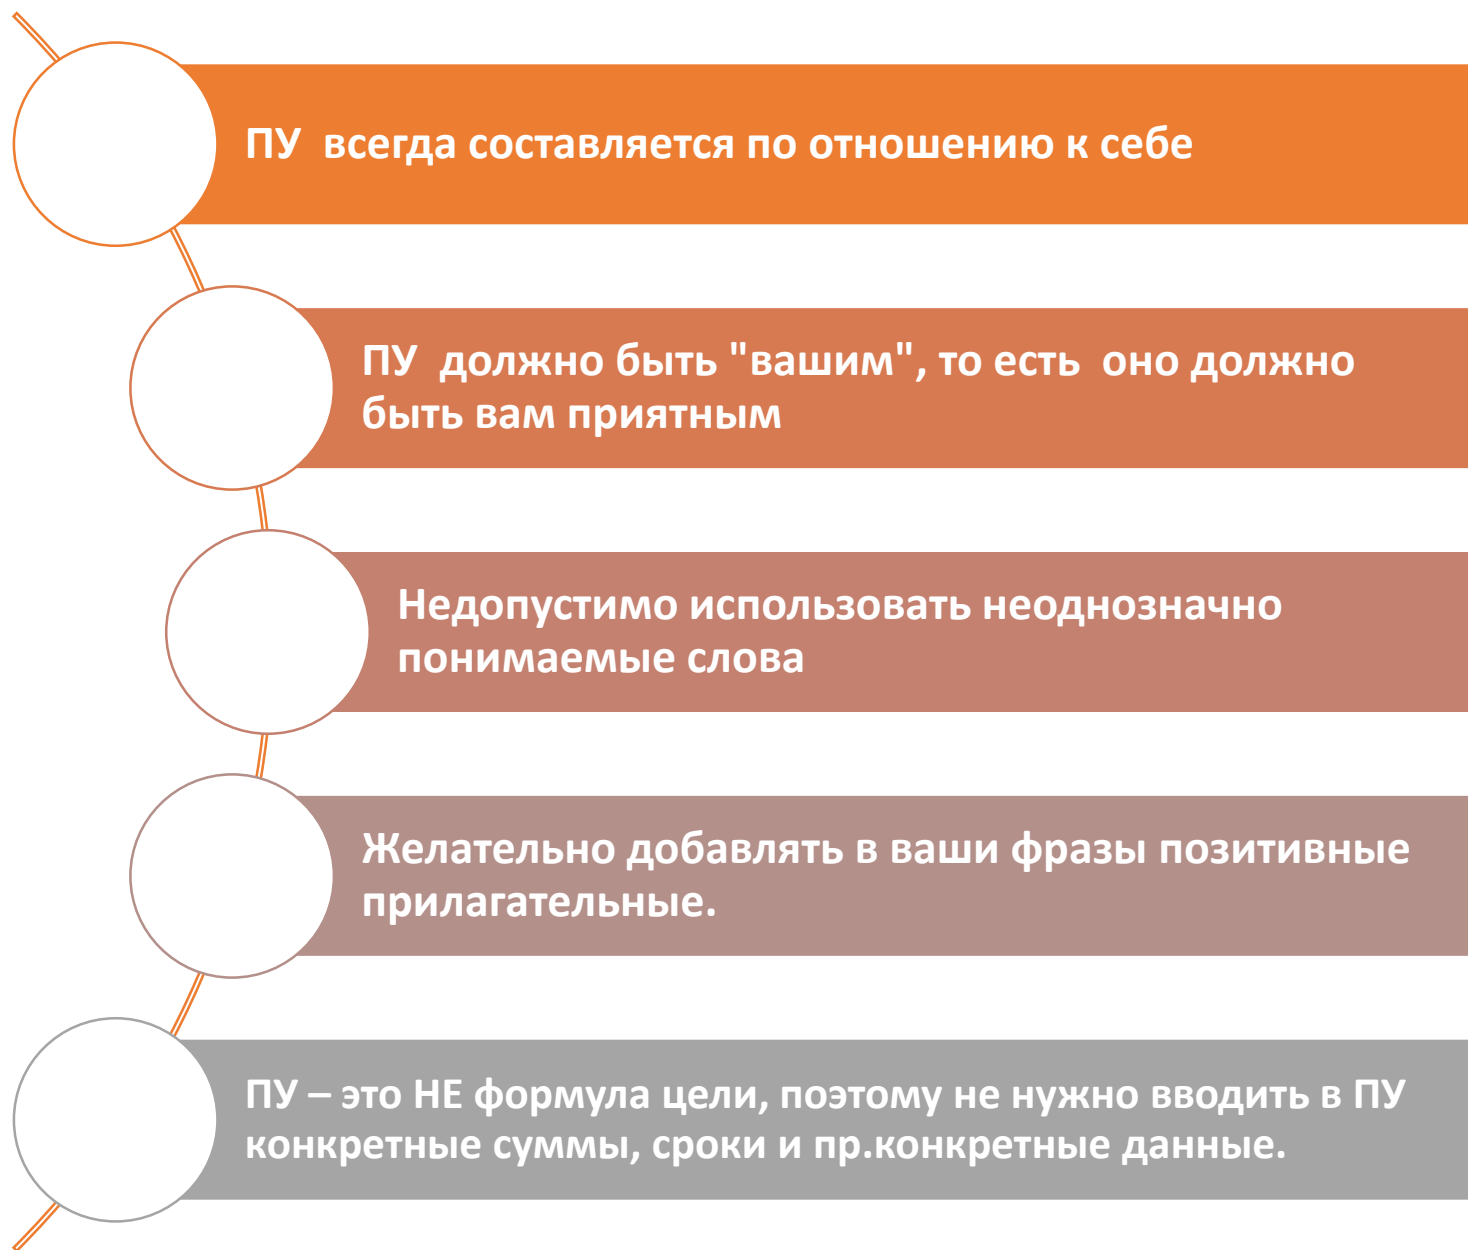 ПУ  всегда составляется по отношению к себе
ПУ  должно быть "вашим", то есть  оно должно
быть вам приятным
Недопустимо использовать неоднозначно
понимаемые слова
Желательно добавлять в ваши фразы позитивные
прилагательные.
ПУ – это НЕ формула цели, поэтому не нужно вводить в ПУ
конкретные суммы, сроки и пр.конкретные данные.